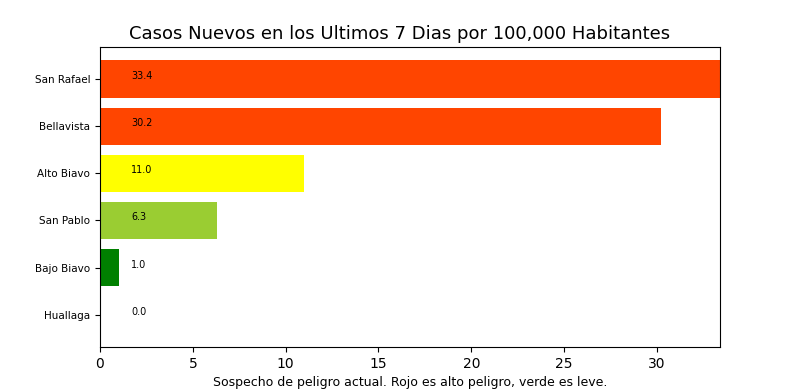 Casos Nuevos en los Ultimos 7 Dias por 100,000 Habitantes
San Rafael 33.4
Bellavista 30.2
Alto Biavo 11.0
San Pablo 6.3
Bajo Biavo 1.0
Huallaga 0.0
0 5 10 15 20 25 30
Sospecho de peligro actual. Rojo es alto peligro, verde es leve.